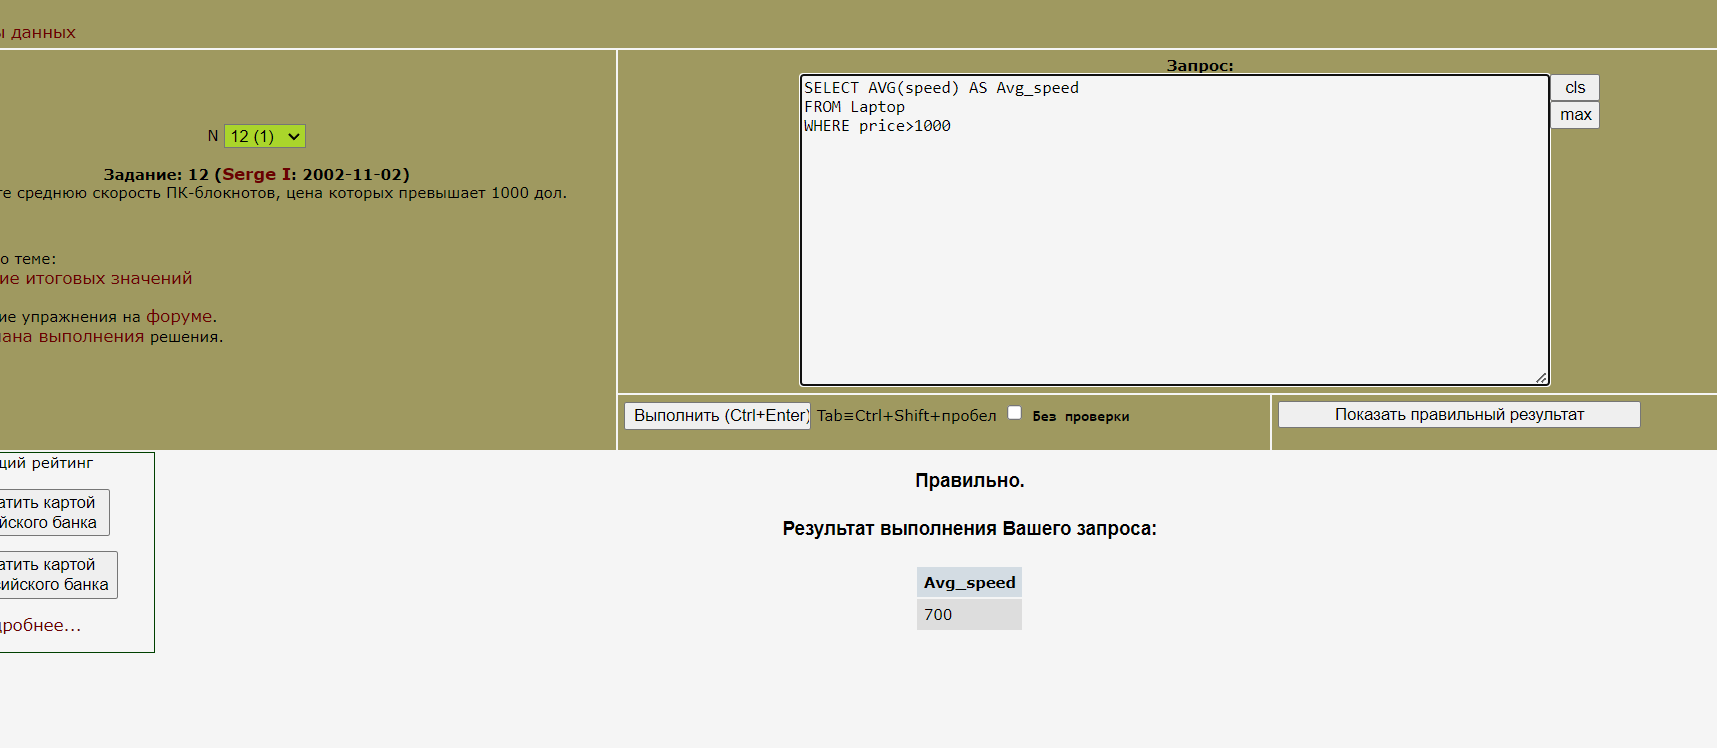 ы данных
N 12 (1)
Задание: 12 (Serge I: 2002-11-02)
те среднюю скорость ПК-блокнотов, цена которых превышает 1000 дол.
о теме:
ие итоговых значений
ие упражнения на форуме.
лана выполнения решения.
Запрос:
SELECT AVG(speed) AS Avg_speed
FROM Laptop
WHERE price>1000
cls
max
Выполнить (Ctrl+Enter) Tab≡Ctrl+Shift+пробел Без проверки
Показать правильный результат
щий рейтинг
атить картой
йского банка
атить картой
ийского банка
дробнее...
Правильно.
Результат выполнения Вашего запроса:
Avg_speed
700